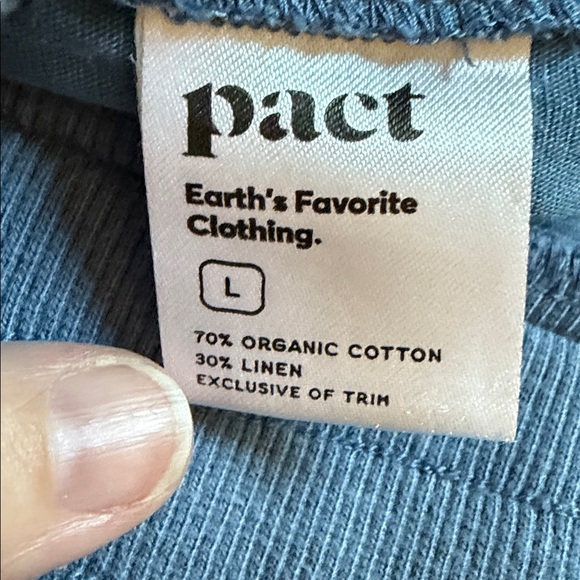 pact
Earth's Favorite
Clothing.
L
70% ORGANIC COTTON
30% LINEN
EXCLUSIVE OF TRIM